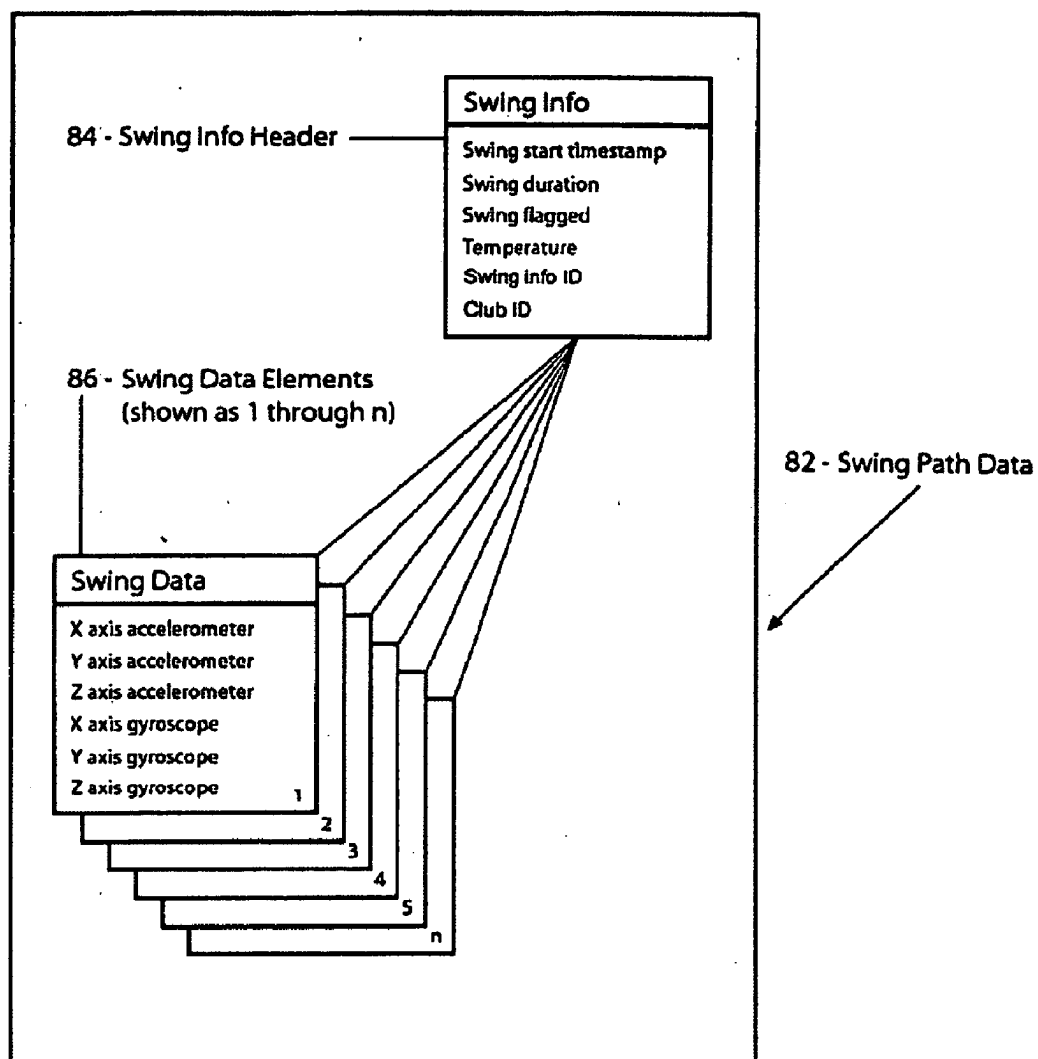 Swing Info
84 - Swing Info Header
Swing start timestamp
Swing duration
Swing flagged
Temperature
Swing info ID
Club ID
86 - Swing Data Elements
(shown as 1 through n)
82 - Swing Path Data
Swing Data
X axis accelerometer
Y axis accelerometer
Z axis accelerometer
X axis gyroscope
Y axis gyroscope
Z axis gyroscope
1
2
3
4
5
n